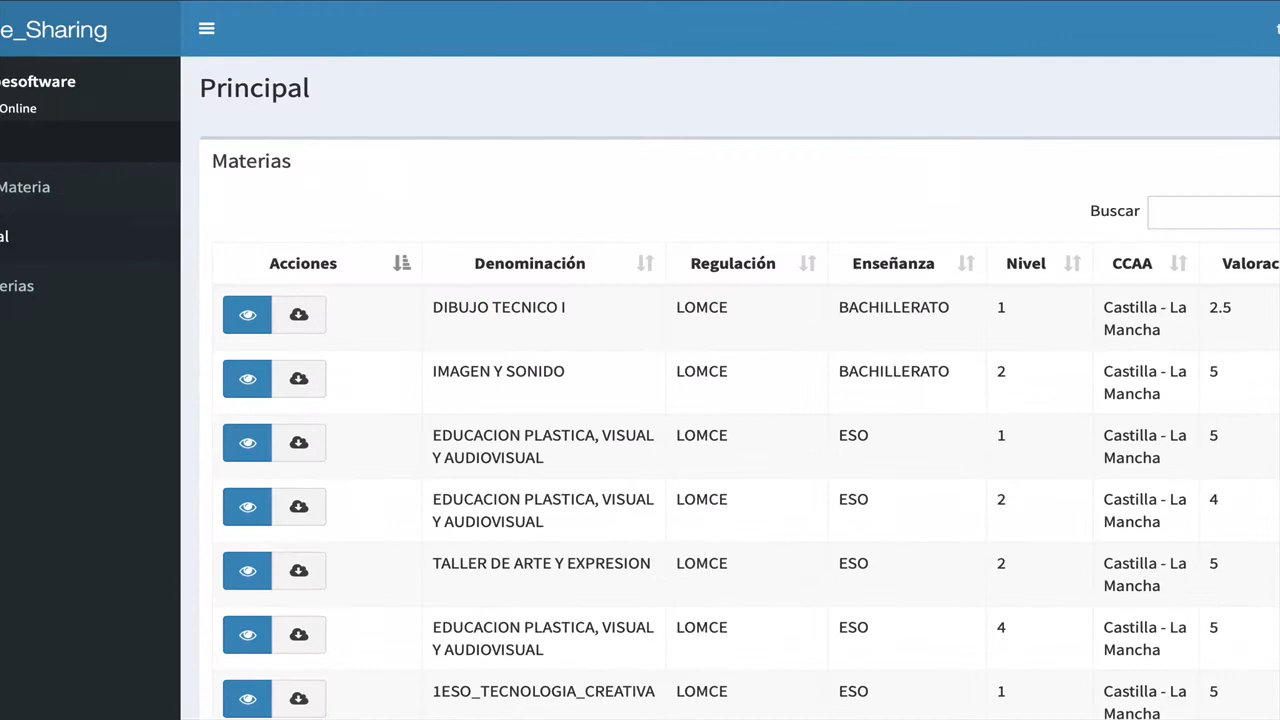 e_Sharing
esoftware
Online
Materia
al
erias
Principal
Materias
Buscar
Acciones Denominación Regulación Enseñanza Nivel CCAA Valorac
DIBUJO TECNICO I LOMCE BACHILLERATO 1 Castilla - La 2.5
Mancha
IMAGEN Y SONIDO LOMCE BACHILLERATO 2 Castilla - La 5
Mancha
EDUCACION PLASTICA, VISUAL LOMCE ESO 1 Castilla - La 5
Y AUDIOVISUAL Mancha
EDUCACION PLASTICA, VISUAL LOMCE ESO 2 Castilla - La 4
Y AUDIOVISUAL Mancha
TALLER DE ARTE Y EXPRESION LOMCE ESO 2 Castilla - La 5
Mancha
EDUCACION PLASTICA, VISUAL LOMCE ESO 4 Castilla - La 5
Y AUDIOVISUAL Mancha
1ESO_TECNOLOGIA_CREATIVA LOMCE ESO 1 Castilla - La 5
Mancha